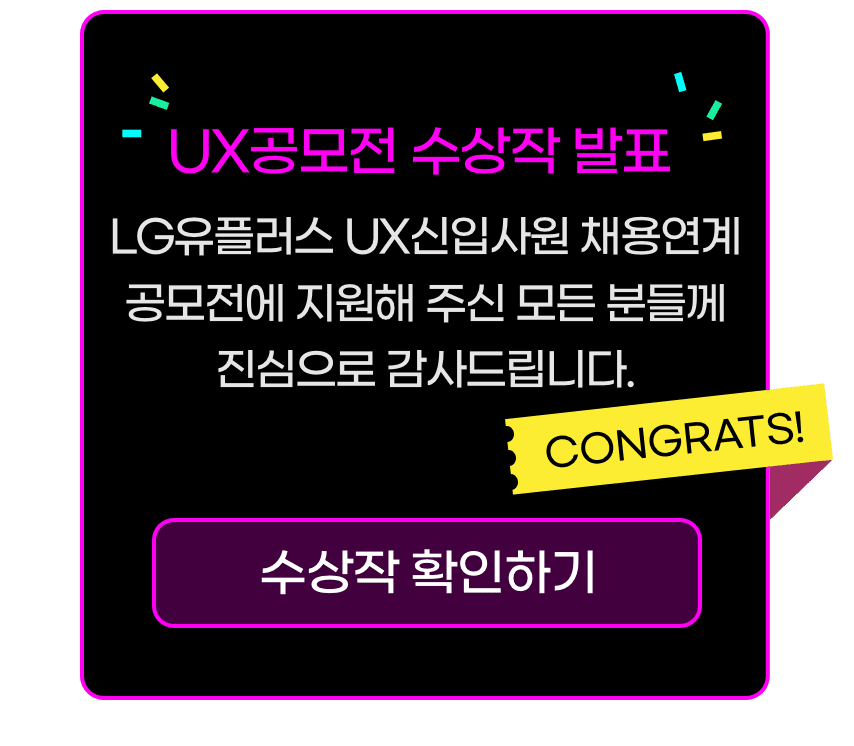 UX공모전 수상작 발표
LG유플러스 UX신입사원 채용연계
공모전에 지원해 주신 모든 분들께
진심으로 감사드립니다.
CONGRATS!
수상작 확인하기